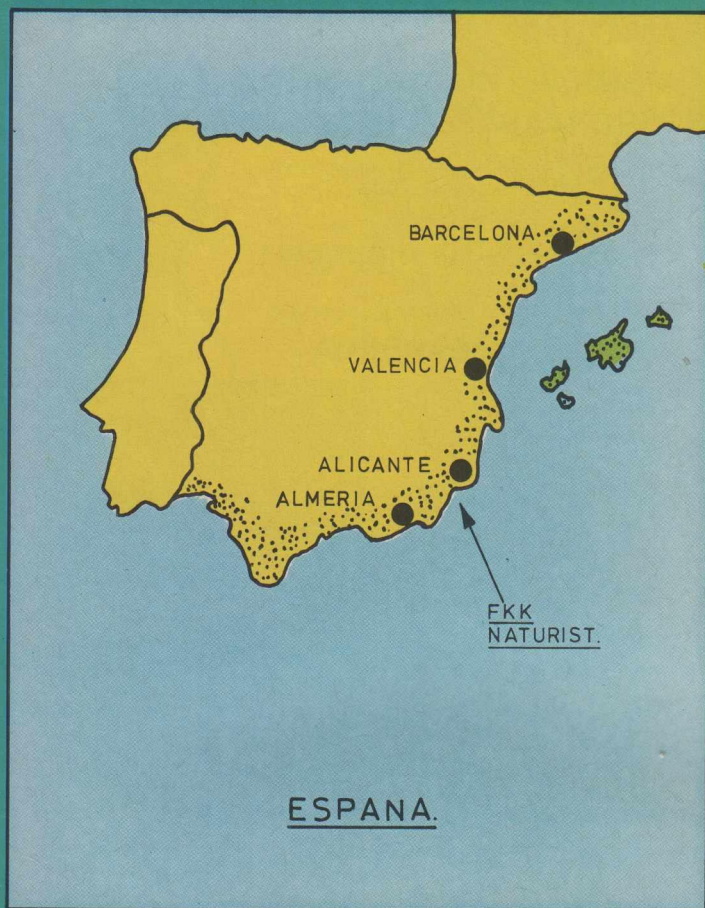 BARCELONA
VALENCIA
ALICANTE
ALMERIA
FKK
NATURIST.
ESPANA.